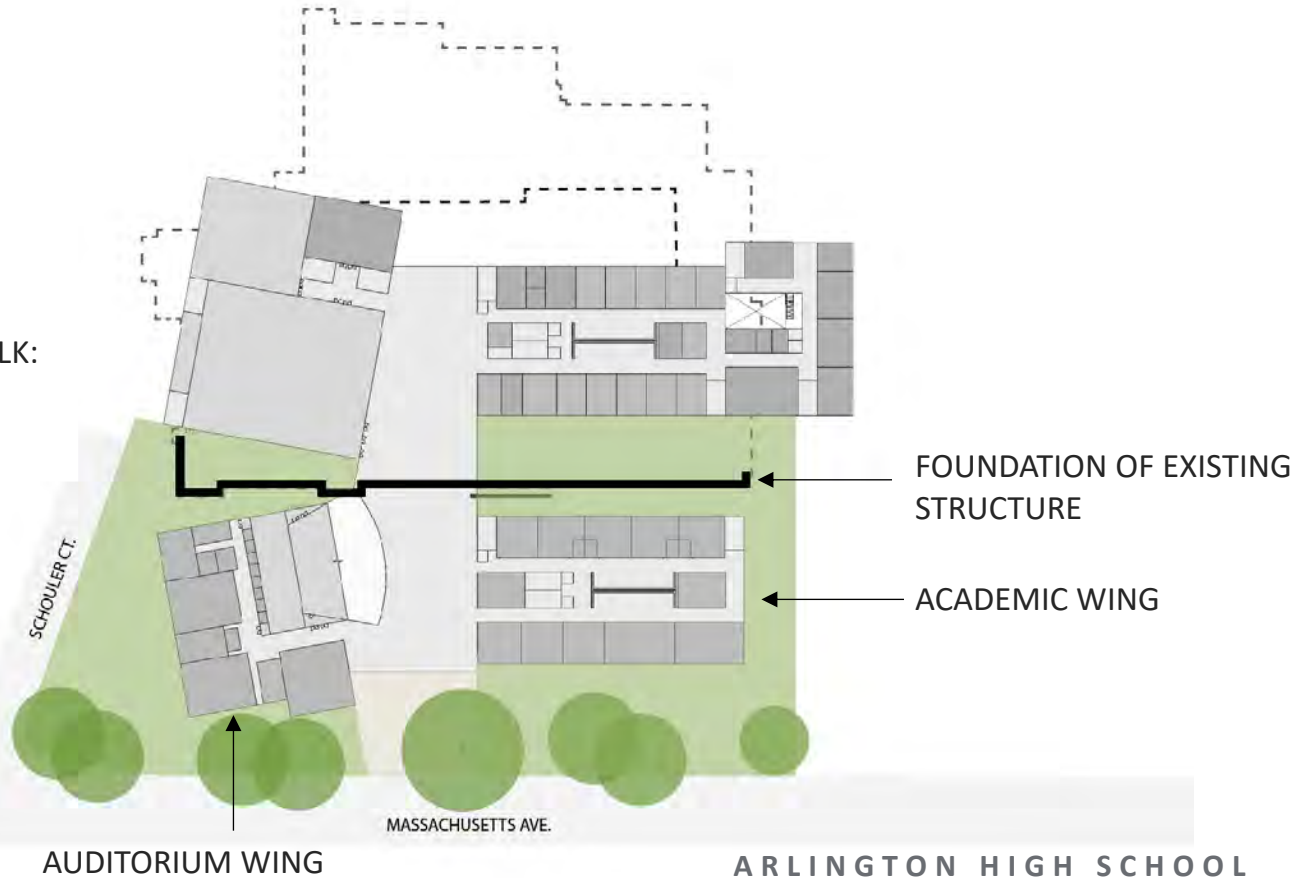 LK:
FOUNDATION OF EXISTING
STRUCTURE
SCHOULER CT.
ACADEMIC WING
MASSACHUSETTS AVE.
AUDITORIUM WING
ARLINGTON HIGH SCHOOL